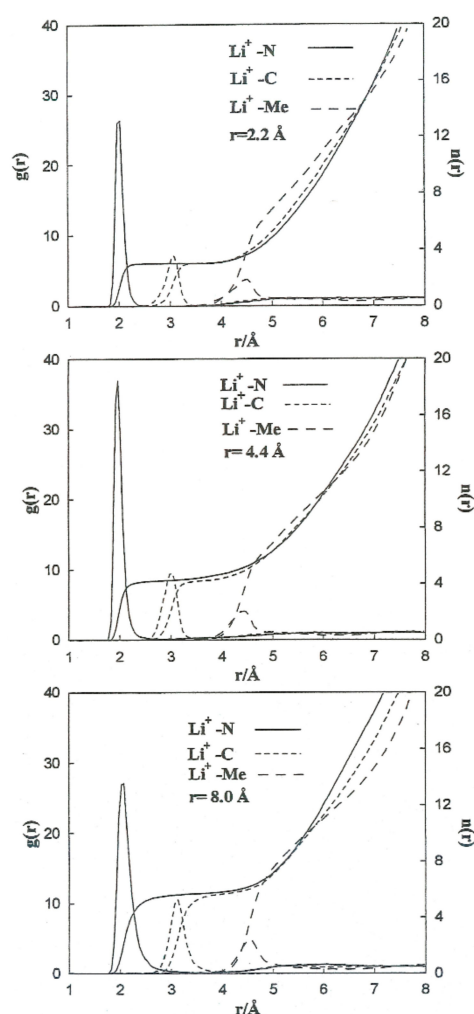 40
20
Li+ -N
Li+ -C
30
16
Li+ -Me
r=2.2 Å
12
g(r)
20
n(r)
8
10
4
0
0
1 2 3 4 5 6 7 8
r/Å
40
20
Li+ -N
Li+ -C
16
30
Li+ -Me
r= 4.4 Å
12
g(r)
20
n(r)
8
10
4
0
0
1 2 3 4 5 6 7 8
r/Å
40
20
Li+ -N
Li+ -C
16
30
Li+ -Me
r= 8.0 Å
12
g(r)
20
n(r)
8
10
4
0
0
1 2 3 4 5 6 7 8
r/Å